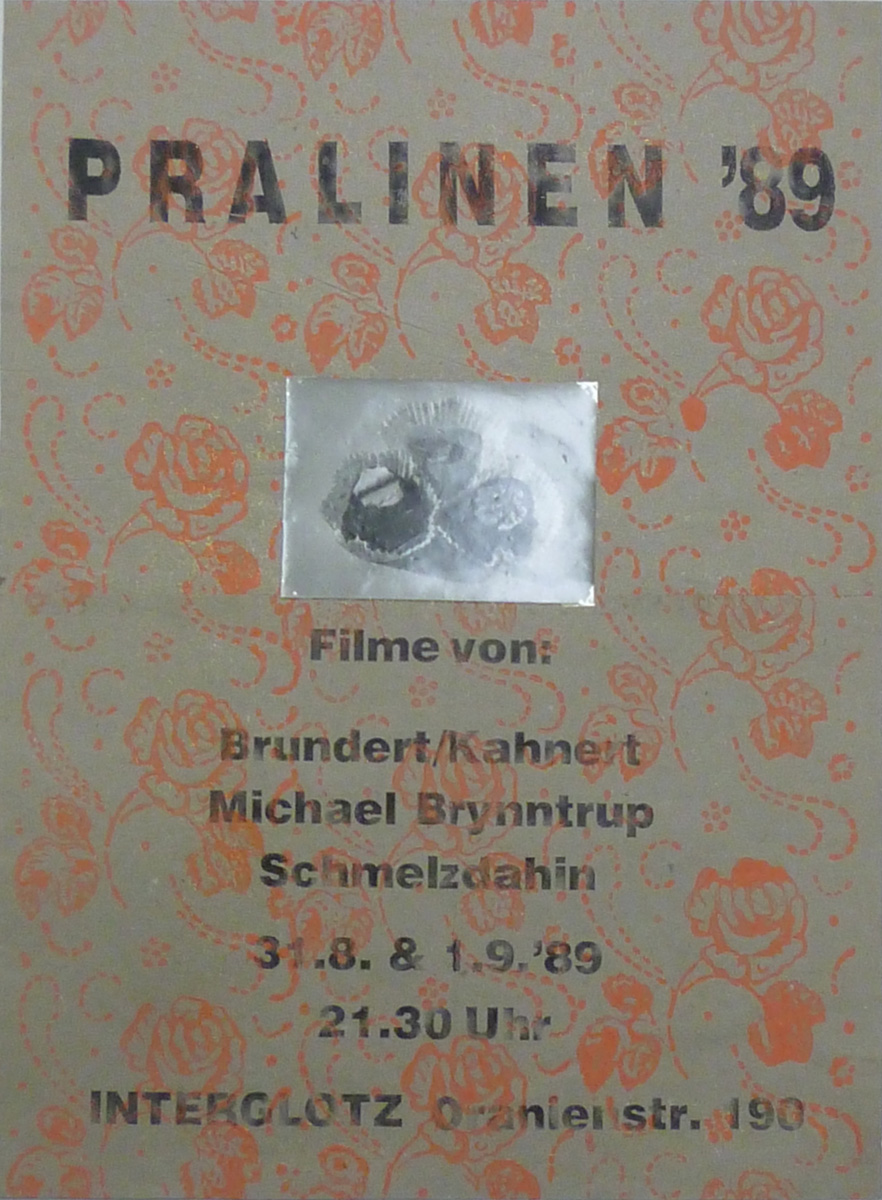 PRALINEN '89
Filme von:
Brundert/Kahnert
Michael Brynntrup
Schmelzdahin
31.8. & 1.9.'89
21.30 Uhr
INTERGLOTZ Oranienstr. 190